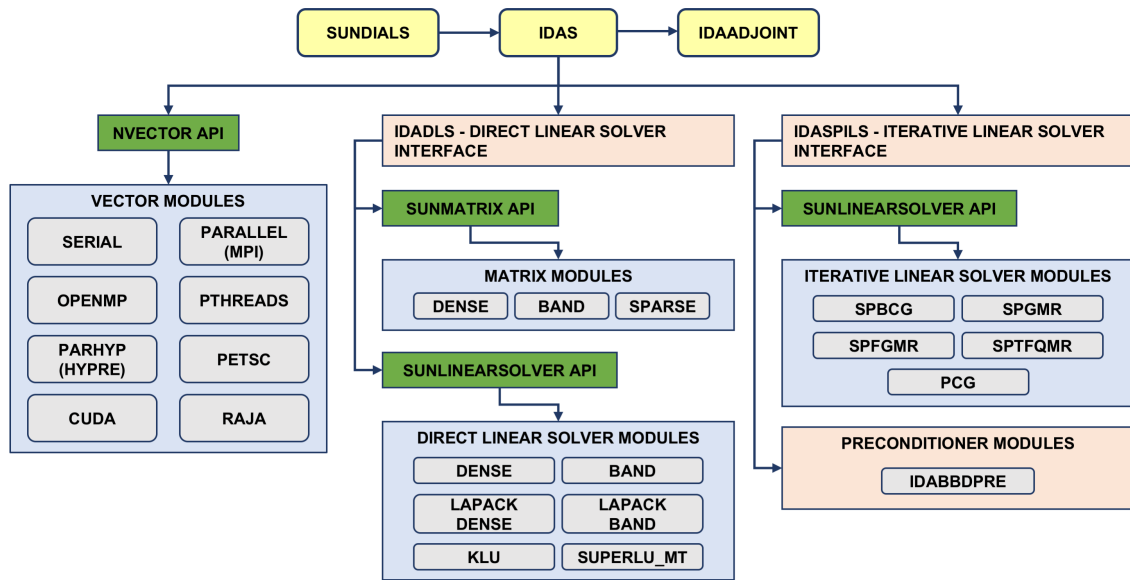 SUNDIALS
IDAS
IDAADJOINT
NVECTOR API
VECTOR MODULES
SERIAL
PARALLEL
(MPI)
OPENMP
PTHREADS
PARHYP
(HYPRE)
PETSC
CUDA
RAJA
IDADLS - DIRECT LINEAR SOLVER
INTERFACE
SUNMATRIX API
MATRIX MODULES
DENSE
BAND
SPARSE
SUNLINEARSOLVER API
DIRECT LINEAR SOLVER MODULES
DENSE
BAND
LAPACK
DENSE
LAPACK
BAND
KLU
SUPERLU_MT
IDASPILS - ITERATIVE LINEAR SOLVER
INTERFACE
SUNLINEARSOLVER API
ITERATIVE LINEAR SOLVER MODULES
SPBCG
SPGMR
SPFGMR
SPTFQMR
PCG
PRECONDITIONER MODULES
IDABBDPRE